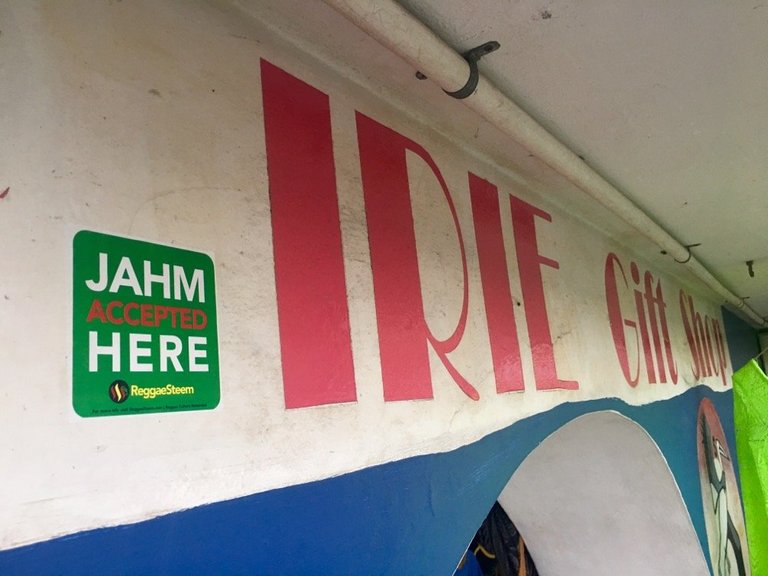 JAHM
ACCEPTED
HERE
ReggaeSteem
IRIE Gift Shop